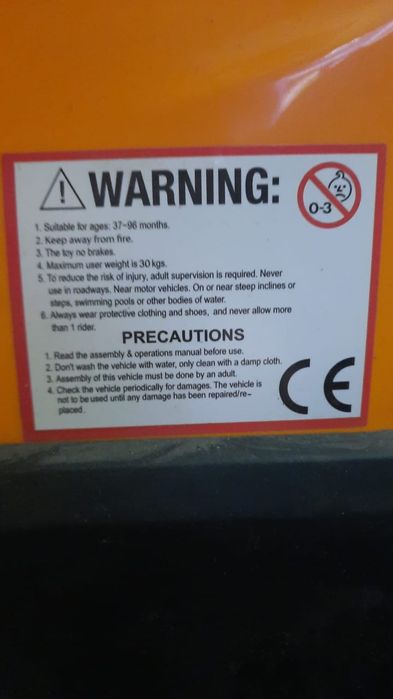 WARNING:
0-3
1. Suitable for ages: 37-96 months.
2. Keep away from fire.
3. The toy no brakes.
4. Maximum user weight is 30 kgs.
5. To reduce the risk of injury, adult supervision is required. Never
use in roadways. Near motor vehicles. On or near steep inclines or
steps, swimming pools or other bodies of water.
6. Always wear protective clothing and shoes, and never allow more
than 1 rider.
PRECAUTIONS
1. Read the assembly & operations manual before use.
2. Don't wash the vehicle with water, only clean with a damp cloth.
3. Assembly of this vehicle must be done by an adult.
4. Check the vehicle periodically for damages. The vehicle is
not to be used until any damage has been repaired/re-
placed.
CE